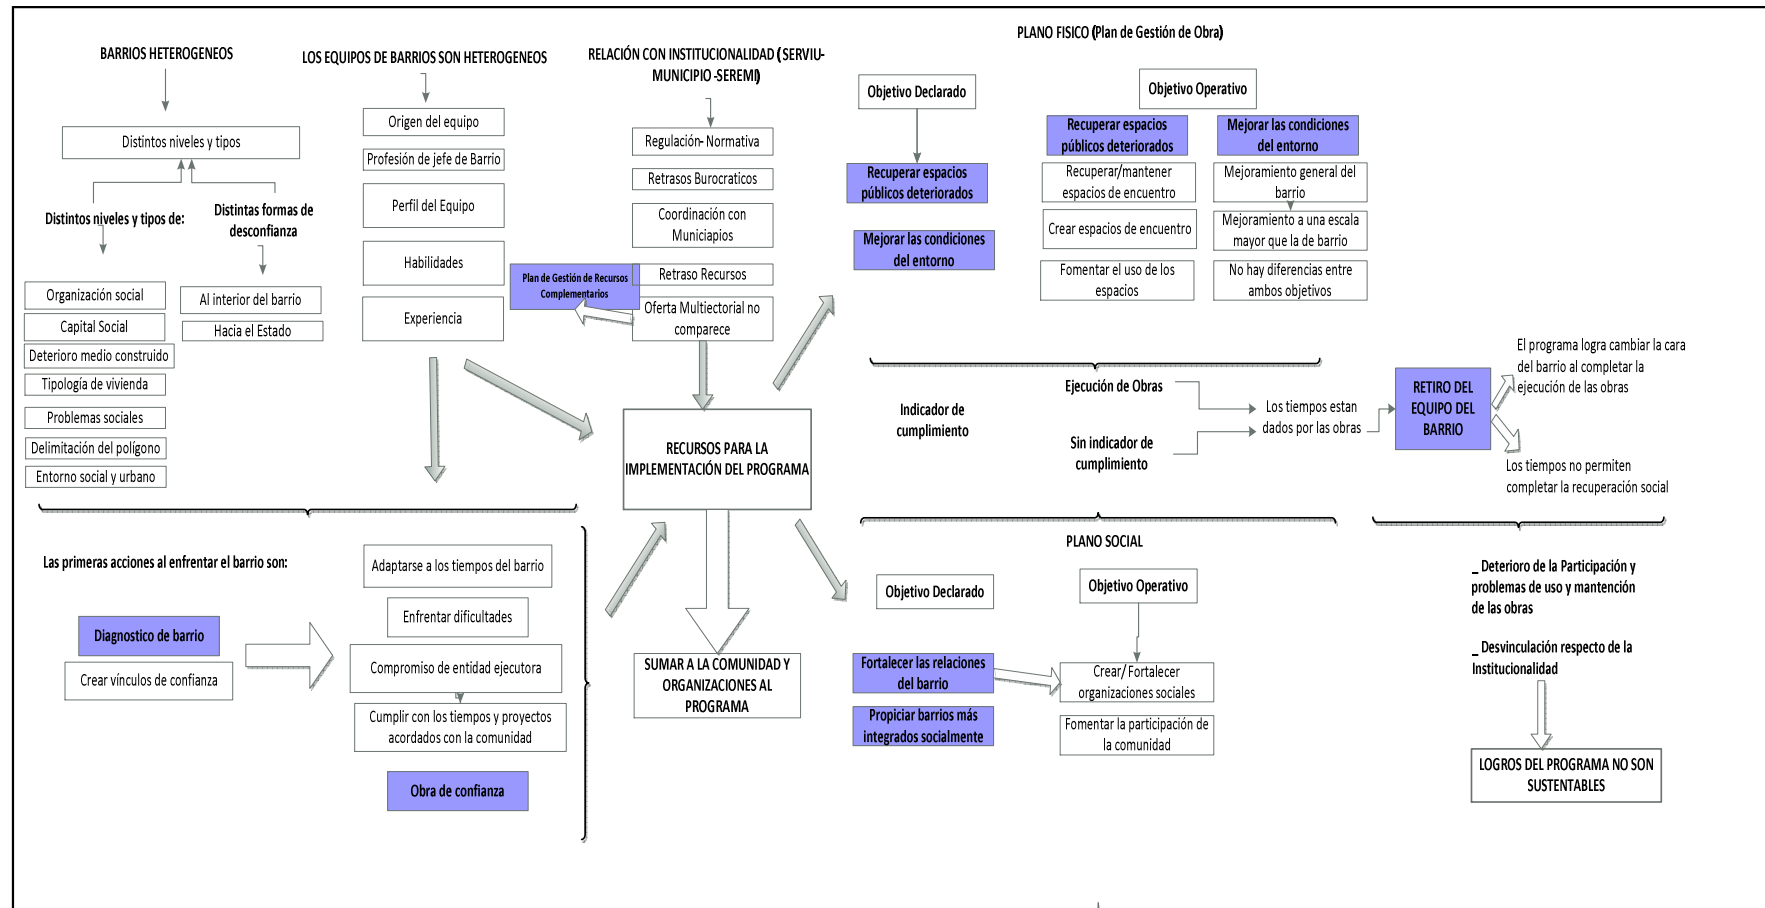 BARRIOS HETEROGENEOS
Distintos niveles y tipos
Distintos niveles y tipos de:
Distintas formas de
desconfianza
Organización social
Capital Social
Deterioro medio construido
Tipología de vivienda
Problemas sociales
Delimitación del polígono
Entorno social y urbano
Al interior del barrio
Hacia el Estado
LOS EQUIPOS DE BARRIOS SON HETEROGENEOS
Origen del equipo
Profesión de jefe de Barrio
Perfil del Equipo
Habilidades
Experiencia
RELACIÓN CON INSTITUCIONALIDAD ( SERVIU-
MUNICIPIO -SEREMI)
Regulación- Normativa
Retrasos Burocraticos
Coordinación con
Municiapios
Retraso Recursos
Oferta Multiectorial no
comparece
Plan de Gestión de Recursos
Complementarios
RECURSOS PARA LA
IMPLEMENTACIÓN DEL PROGRAMA
SUMAR A LA COMUNIDAD Y
ORGANIZACIONES AL
PROGRAMA
Las primeras acciones al enfrentar el barrio son:
Diagnostico de barrio
Crear vínculos de confianza
Adaptarse a los tiempos del barrio
Enfrentar dificultades
Compromiso de entidad ejecutora
Cumplir con los tiempos y proyectos
acordados con la comunidad
Obra de confianza
PLANO FISICO (Plan de Gestión de Obra)
Objetivo Declarado
Recuperar espacios
públicos deteriorados
Mejorar las condiciones
del entorno
Objetivo Operativo
Recuperar espacios
públicos deteriorados
Recuperar/mantener
espacios de encuentro
Crear espacios de encuentro
Fomentar el uso de los
espacios
Mejorar las condiciones
del entorno
Mejoramiento general del
barrio
Mejoramiento a una escala
mayor que la de barrio
No hay diferencias entre
ambos objetivos
Indicador de
cumplimiento
Ejecución de Obras
Sin indicador de
cumplimiento
Los tiempos estan
dados por las obras
RETIRO DEL
EQUIPO DEL
BARRIO
El programa logra cambiar la cara
del barrio al completar la
ejecución de las obras
Los tiempos no permiten
completar la recuperación social
PLANO SOCIAL
Objetivo Declarado
Fortalecer las relaciones
del barrio
Propiciar barrios más
integrados socialmente
Objetivo Operativo
Crear/ Fortalecer
organizaciones sociales
Fomentar la participación de
la comunidad
_ Deterioro de la Participación y
problemas de uso y mantención
de las obras
_ Desvinculación respecto de la
Institucionalidad
LOGROS DEL PROGRAMA NO SON
SUSTENTABLES